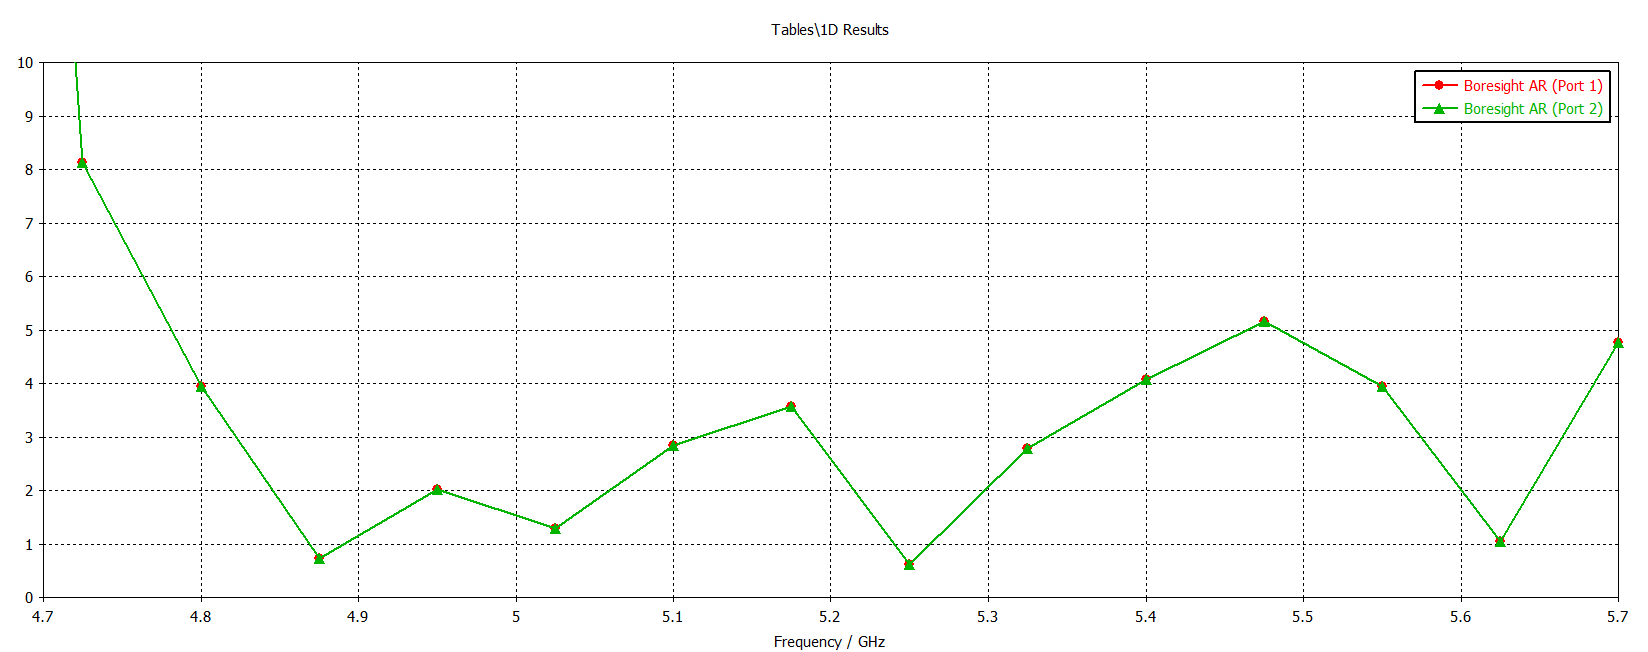 Tables\1D Results
10
9
8
7
6
5
4
3
2
1
0
Boresight AR (Port 1)
Boresight AR (Port 2)
4.7 4.8 4.9 5 5.1 5.2 5.3 5.4 5.5 5.6 5.7
Frequency / GHz